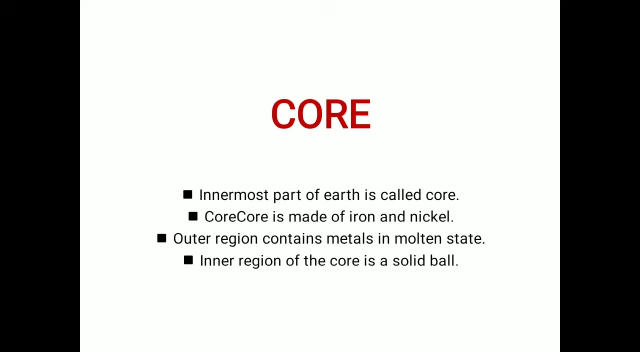 CORE
■ Innermost part of earth is called core.
■ CoreCore is made of iron and nickel.
■ Outer region contains metals in molten state.
■ Inner region of the core is a solid ball.